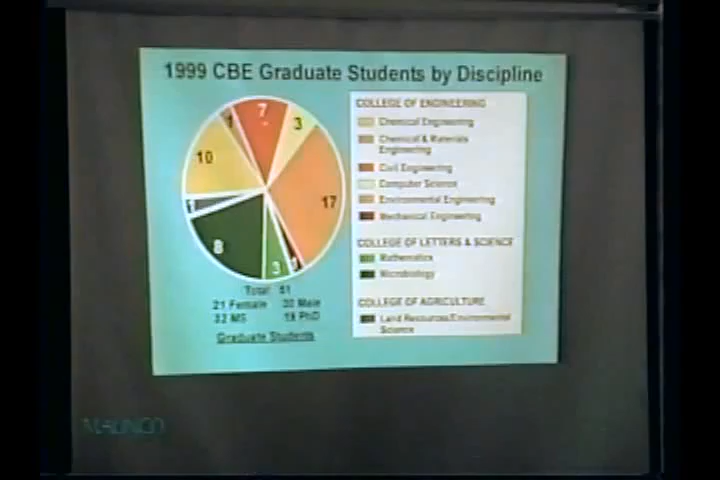 1999 CBE Graduate Students by Discipline
7
1
3
10
17
1
8
3
1
Total 51
21 Female 30 Male
32 MS 19 PhD
Graduate Students
COLLEGE OF ENGINEERING
Chemical Engineering
Chemical & Materials
Engineering
Civil Engineering
Computer Science
Environmental Engineering
Mechanical Engineering
COLLEGE OF LETTERS & SCIENCE
Mathematics
Microbiology
COLLEGE OF AGRICULTURE
Land Resources/Environmental
Science